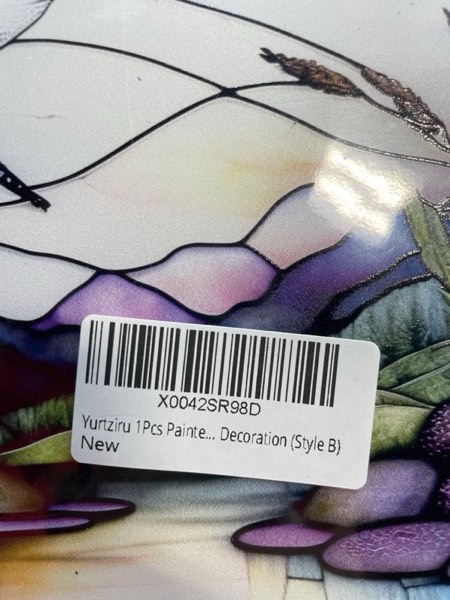 X0042SR98D
Yurtziru 1Pcs Painte... Decoration (Style B)
New